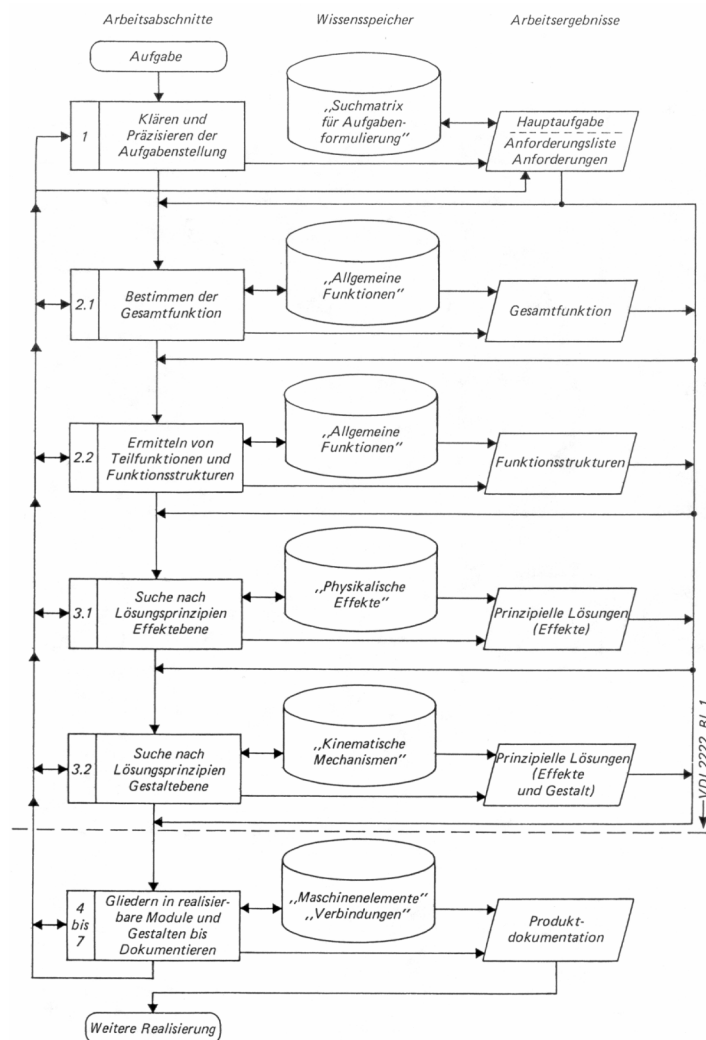 Arbeitsabschnitte
Wissensspeicher
Arbeitsergebnisse
Aufgabe
1
Klären und
Präzisieren der
Aufgabenstellung
„Suchmatrix
für Aufgaben-
formulierung"
Hauptaufgabe
Anforderungsliste
Anforderungen
2.1
Bestimmen der
Gesamtfunktion
„Allgemeine
Funktionen"
Gesamtfunktion
2.2
Ermitteln von
Teilfunktionen und
Funktionsstrukturen
„Allgemeine
Funktionen"
Funktionsstrukturen
3.1
Suche nach
Lösungsprinzipien
Effektebene
„Physikalische
Effekte"
Prinzipielle Lösungen
(Effekte)
3.2
Suche nach
Lösungsprinzipien
Gestaltebene
„Kinematische
Mechanismen"
Prinzipielle Lösungen
(Effekte
und Gestalt)
VDI 2222, Bl. 1
4
bis
7
Gliedern in realisier-
bare Module und
Gestalten bis
Dokumentieren
„Maschinenelemente"
„Verbindungen"
Produkt-
dokumentation
Weitere Realisierung